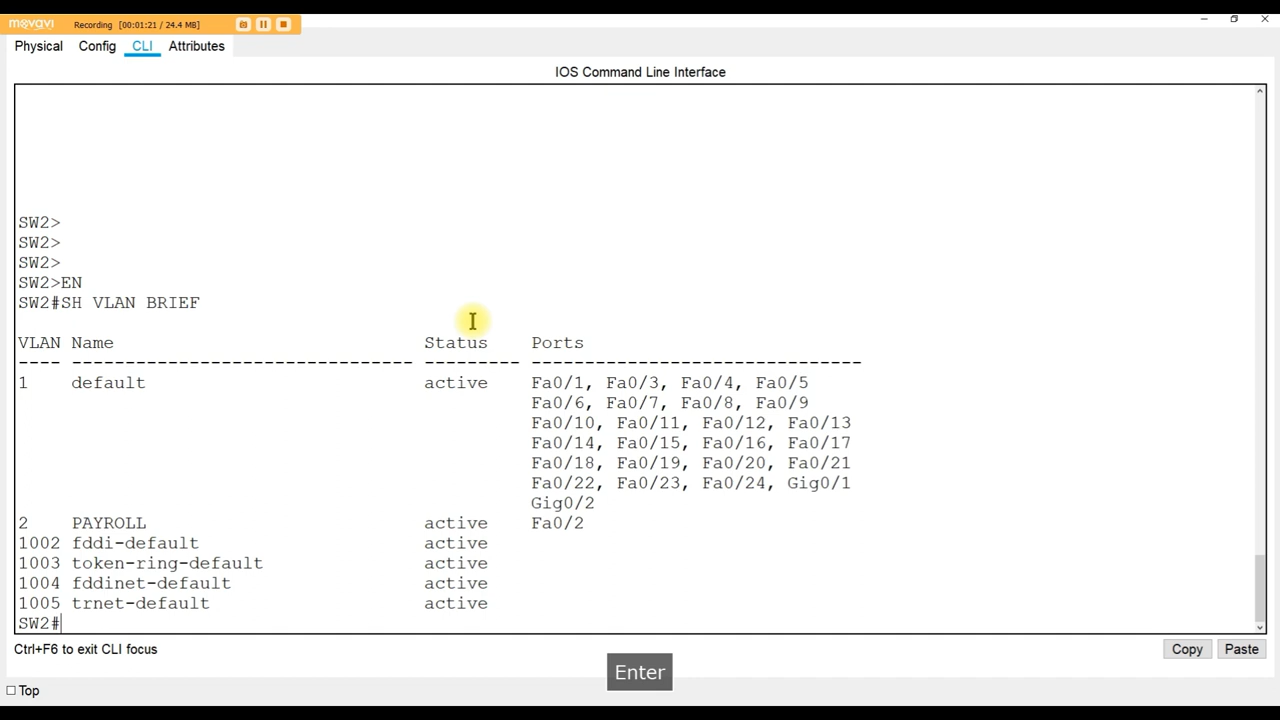 movavi Recording [00:01:21 / 24.4 MB]
Physical Config CLI Attributes
IOS Command Line Interface
SW2>
SW2>
SW2>
SW2>EN
SW2#SH VLAN BRIEF
VLAN Name Status Ports
---- -------------------------------- --------- -------------------------------
1 default active Fa0/1, Fa0/3, Fa0/4, Fa0/5
Fa0/6, Fa0/7, Fa0/8, Fa0/9
Fa0/10, Fa0/11, Fa0/12, Fa0/13
Fa0/14, Fa0/15, Fa0/16, Fa0/17
Fa0/18, Fa0/19, Fa0/20, Fa0/21
Fa0/22, Fa0/23, Fa0/24, Gig0/1
Gig0/2
2 PAYROLL active Fa0/2
1002 fddi-default active
1003 token-ring-default active
1004 fddinet-default active
1005 trnet-default active
SW2#
Ctrl+F6 to exit CLI focus Copy Paste
Enter
Top